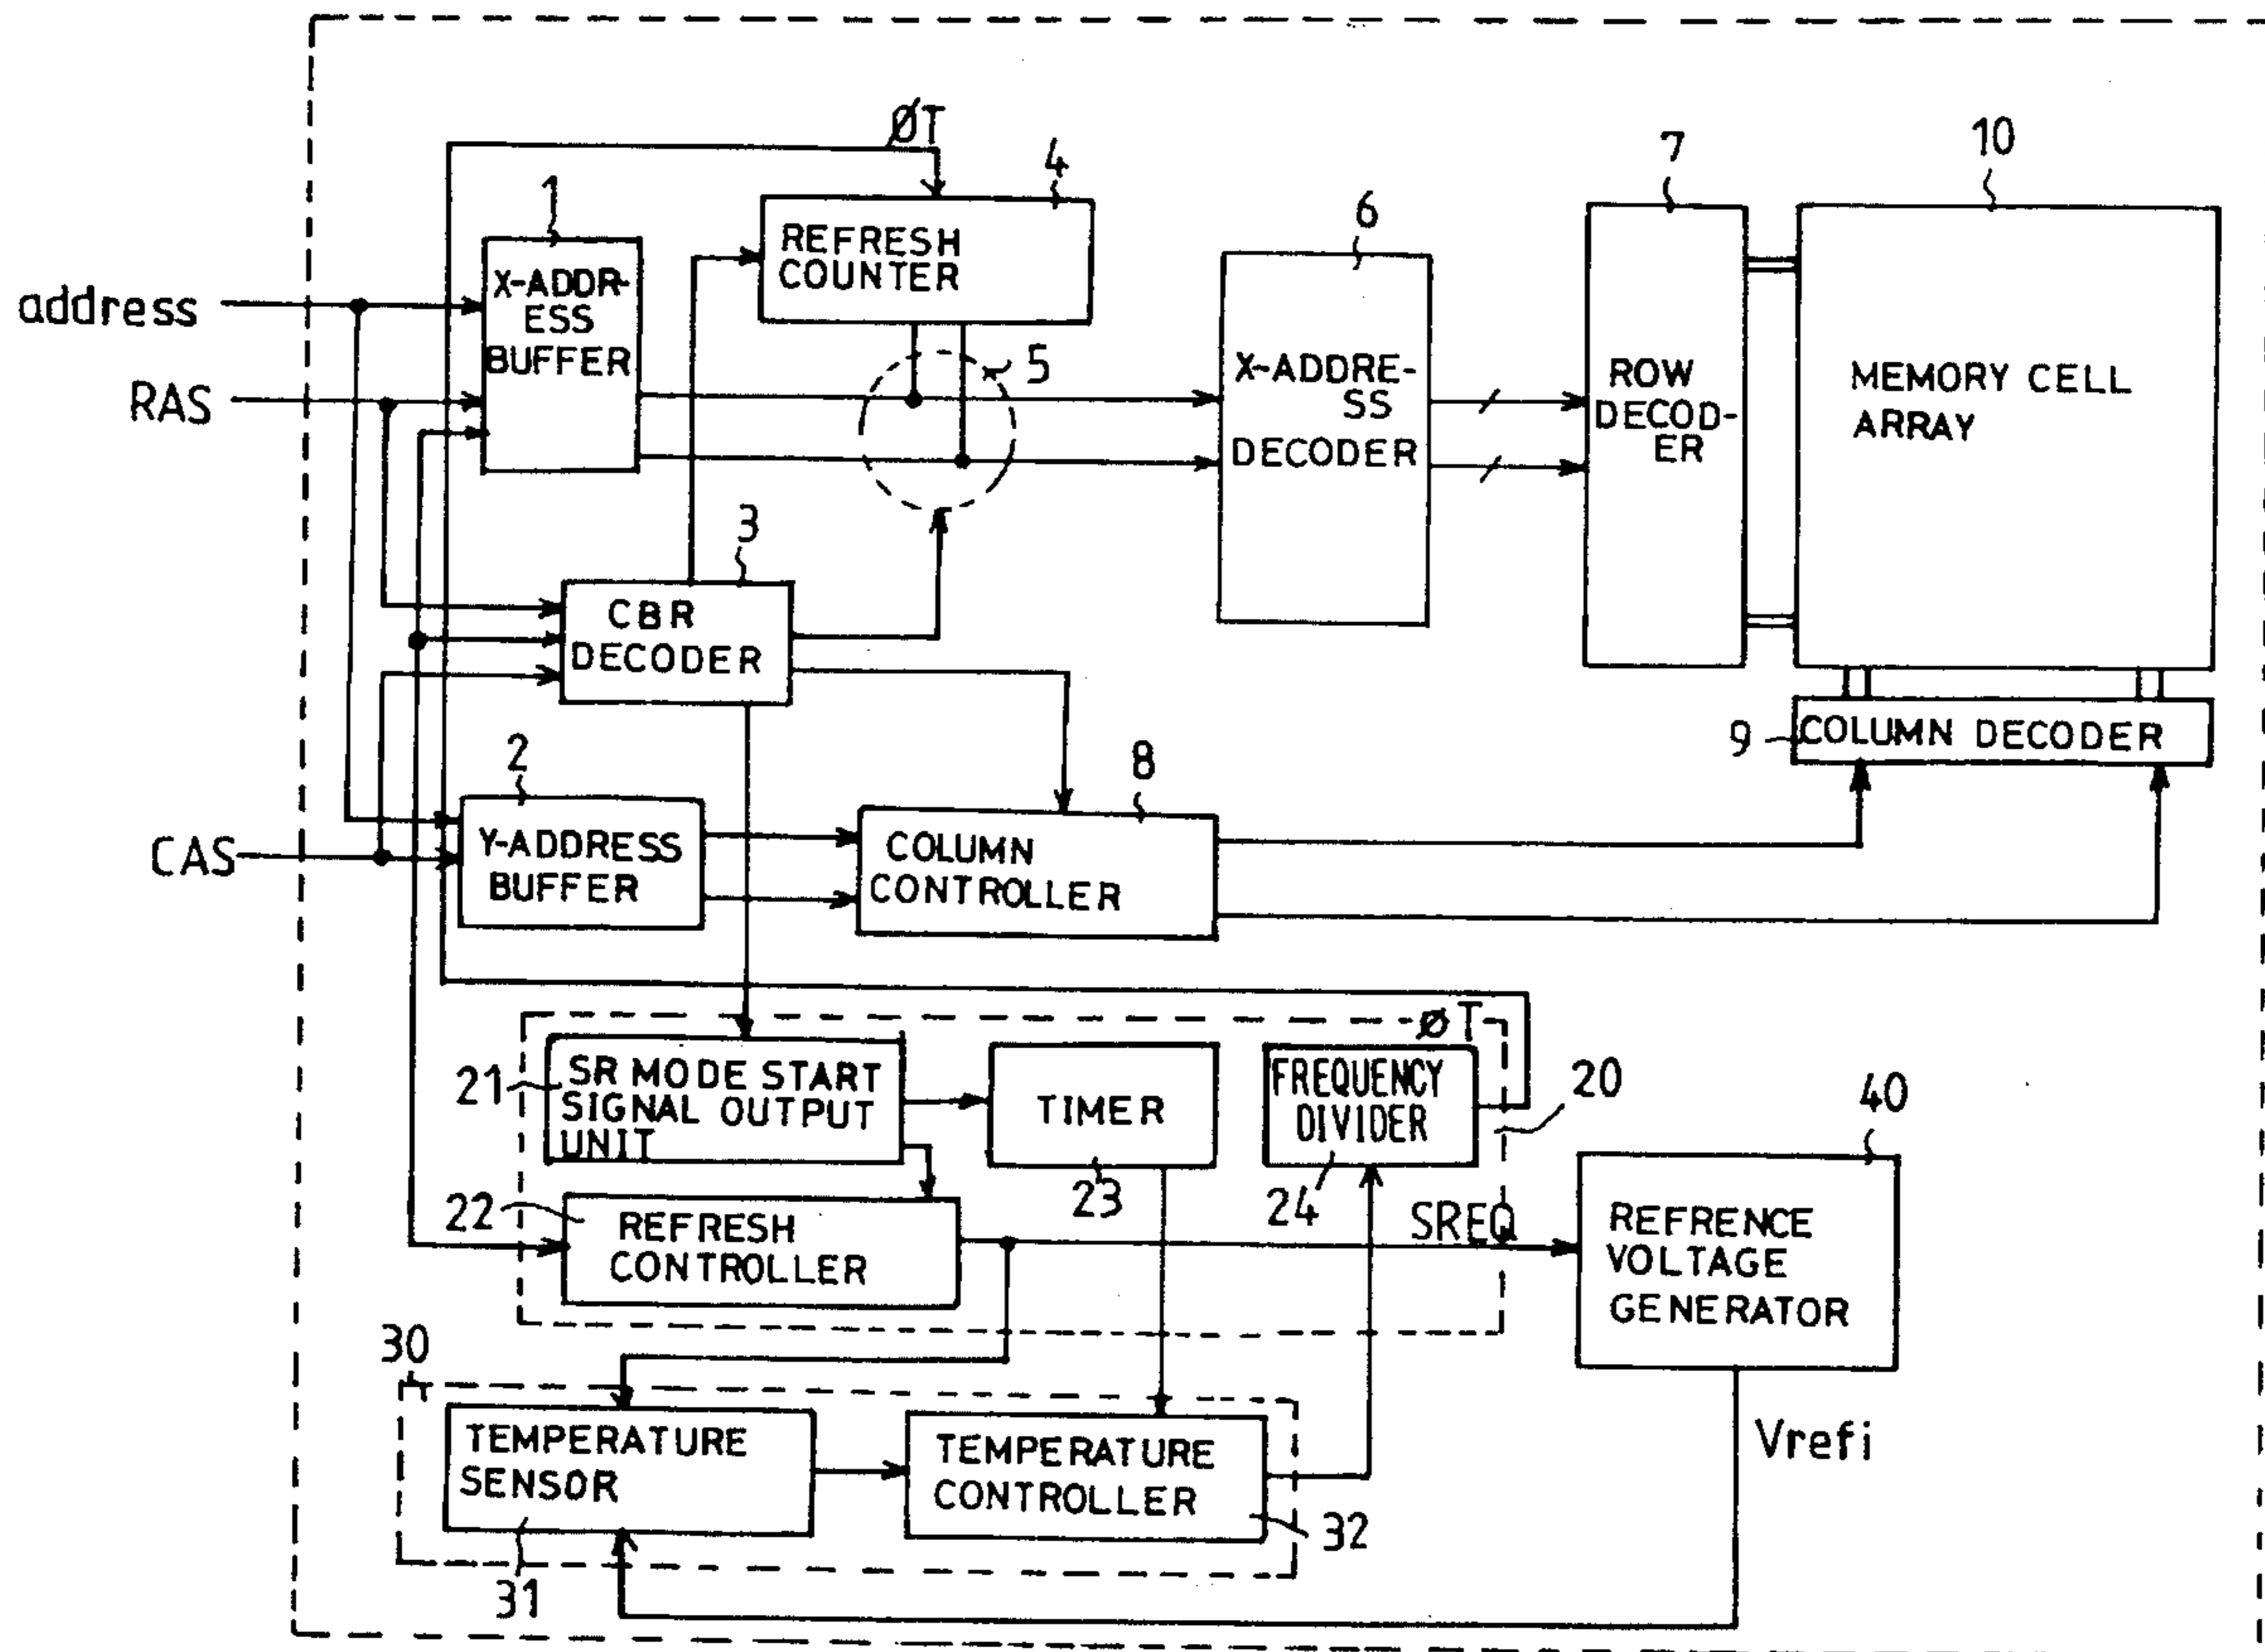 ØT
1
4
7
10
6
REFRESH
COUNTER
X-ADDR-
ESS
BUFFER
address
RAS
5
X-ADDRE-
SS
DECODER
ROW
DECOD-
ER
MEMORY CELL
ARRAY
3
CBR
DECODER
2
8
9
COLUMN DECODER
CAS
Y-ADDRESS
BUFFER
COLUMN
CONTROLLER
ØT
21
SR MODE START
SIGNAL OUTPUT
UNIT
TIMER
23
FREQUENCY
DIVIDER
24
20
40
22
REFRESH
CONTROLLER
SREQ
REFRENCE
VOLTAGE
GENERATOR
30
TEMPERATURE
SENSOR
31
TEMPERATURE
CONTROLLER
32
Vrefi